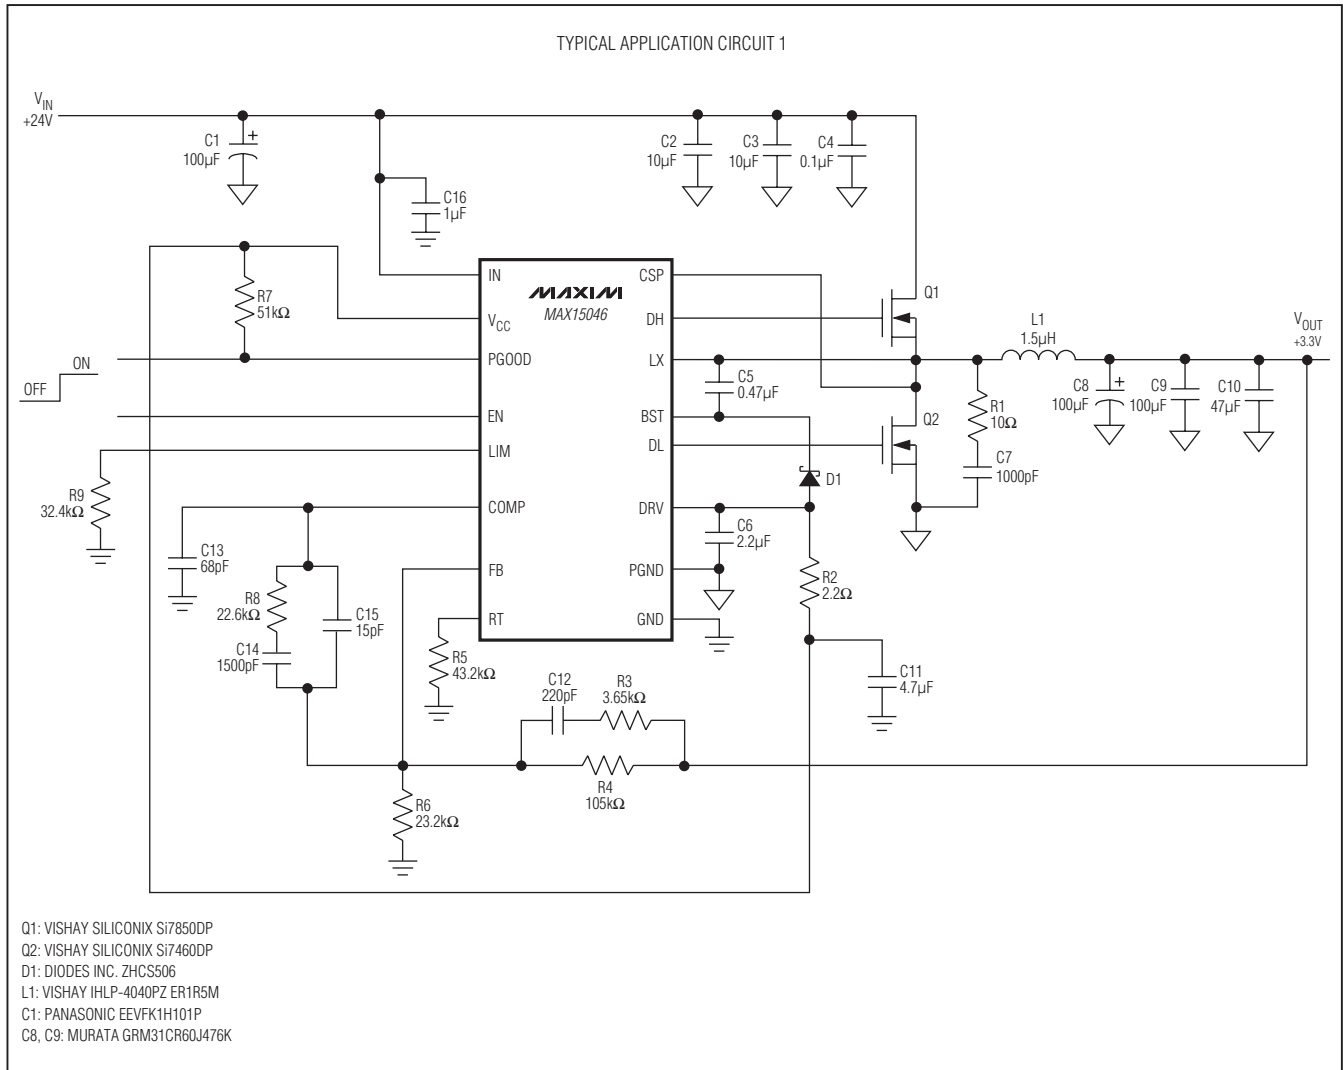 TYPICAL APPLICATION CIRCUIT 1
VIN
+24V
C1
100µF
+
C2
10µF
C3
10µF
C4
0.1µF
C16
1µF
R7
51kΩ
IN
MAXIM
MAX15046
CSP
Q1
VCC
DH
L1
1.5µH
VOUT
+3.3V
ON
OFF
PGOOD
LX
C5
0.47µF
C8
100µF
+
C9
100µF
C10
47µF
R1
10Ω
EN
BST
Q2
LIM
DL
C7
1000pF
D1
R9
32.4kΩ
COMP
DRV
C6
2.2µF
C13
68pF
FB
PGND
R2
2.2Ω
R8
22.6kΩ
C15
15pF
RT
GND
C14
1500pF
R5
43.2kΩ
C12
220pF
R3
3.65kΩ
C11
4.7µF
R4
105kΩ
R6
23.2kΩ
Q1: VISHAY SILICONIX Si7850DP
Q2: VISHAY SILICONIX Si7460DP
D1: DIODES INC. ZHCS506
L1: VISHAY IHLP-4040PZ ER1R5M
C1: PANASONIC EEVFK1H101P
C8, C9: MURATA GRM31CR60J476K